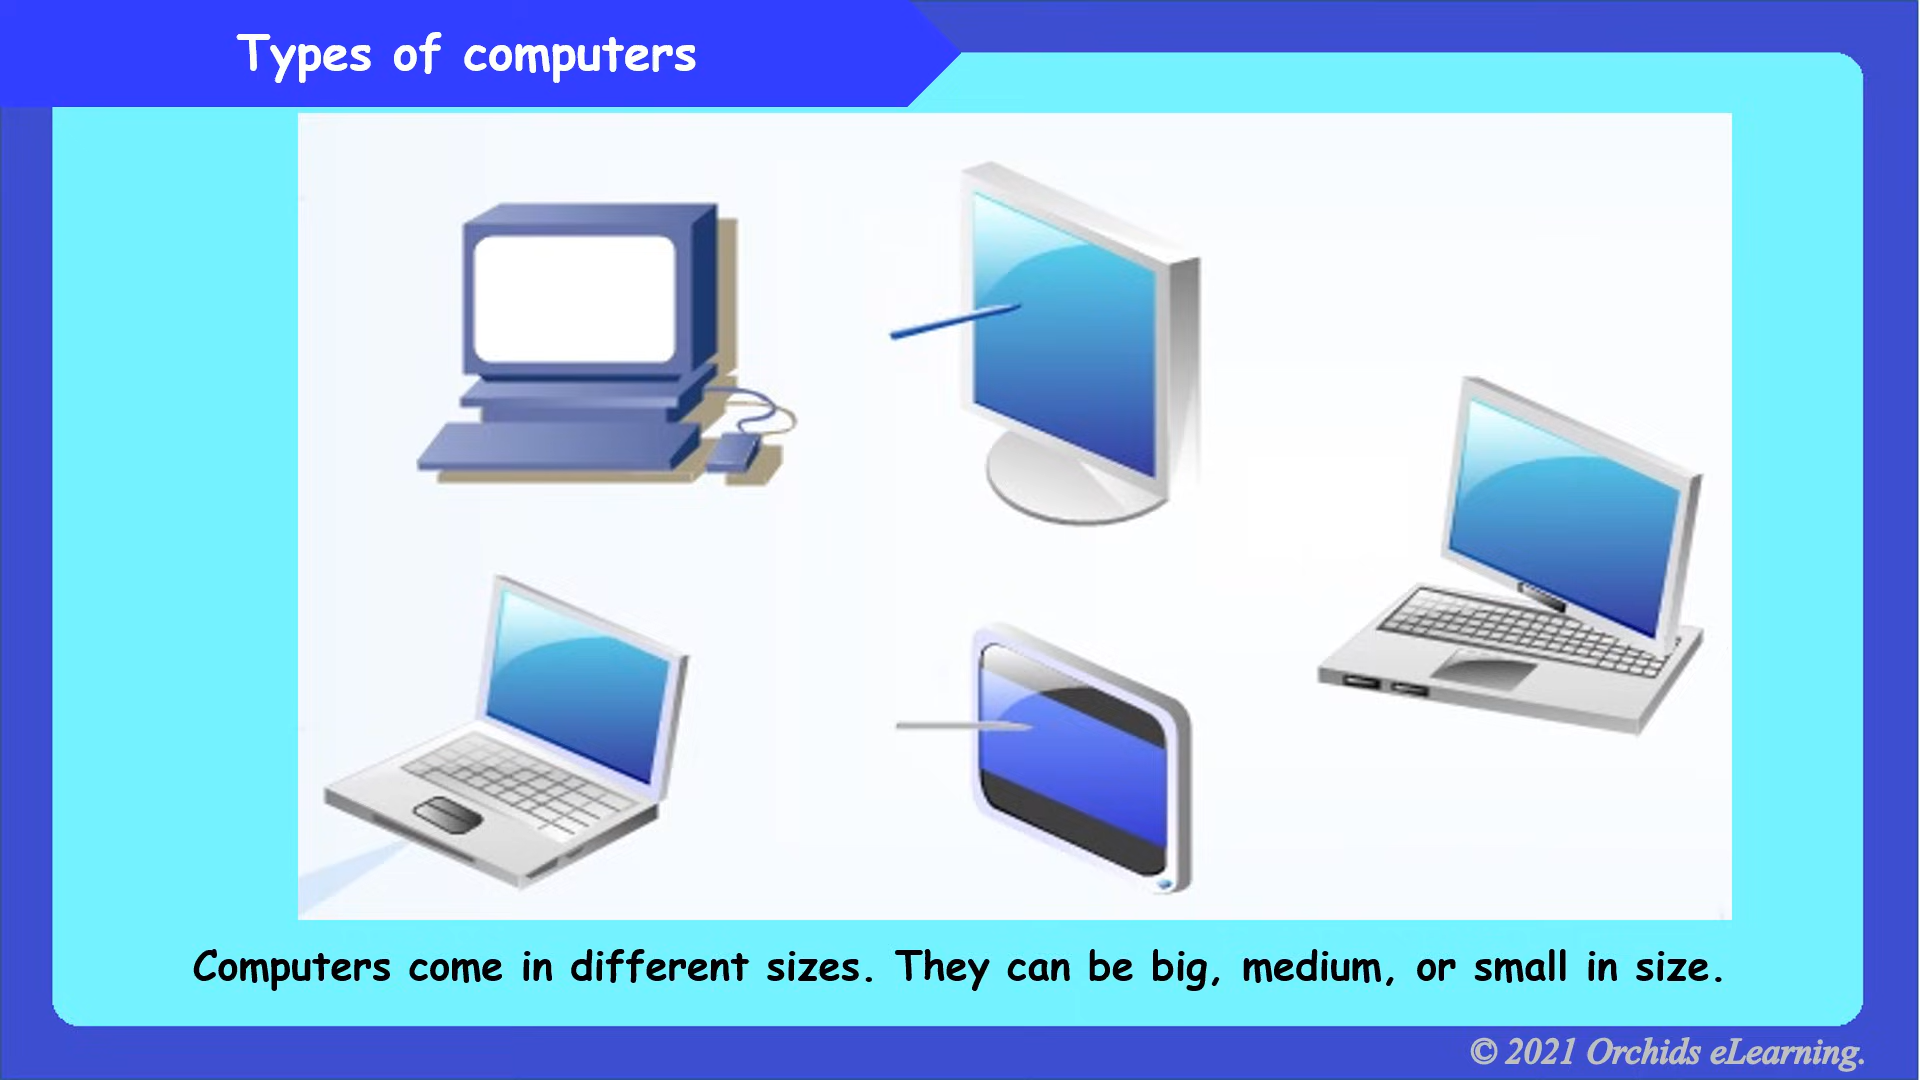 Types of computers
Computers come in different sizes. They can be big, medium, or small in size.
© 2021 Orchids eLearning.